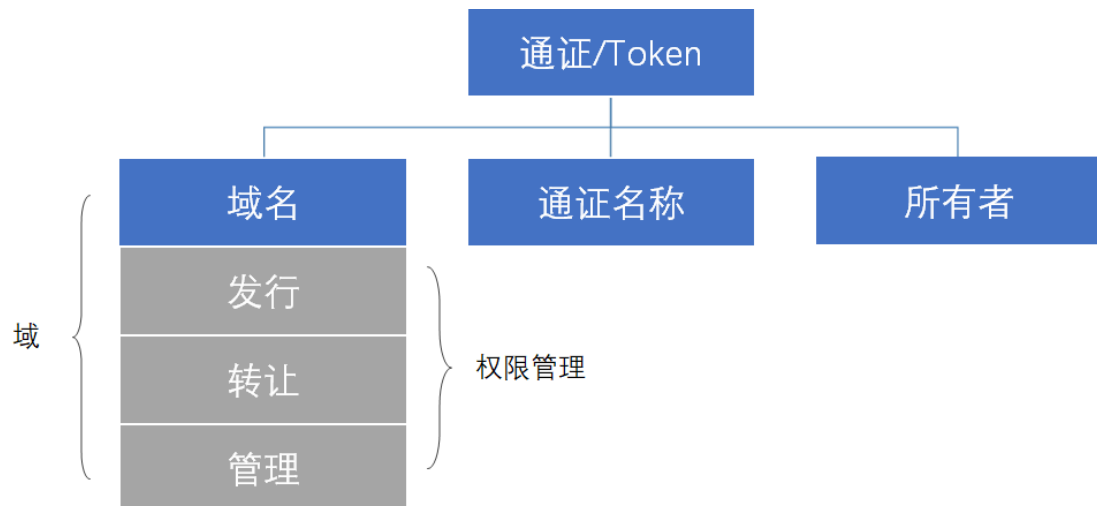 通证/Token
域名
通证名称
所有者
发行
域
转让
权限管理
管理